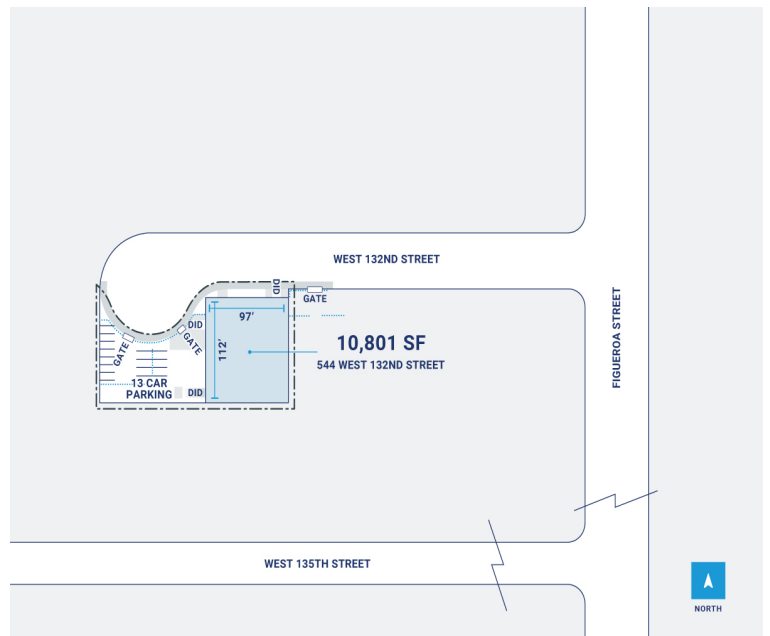 WEST 132ND STREET
DID
GATE
97’
DID
GATE
112’
10,801 SF
544 WEST 132ND STREET
GATE
13 CAR
PARKING
DID
FIGUEROA STREET
WEST 135TH STREET
NORTH